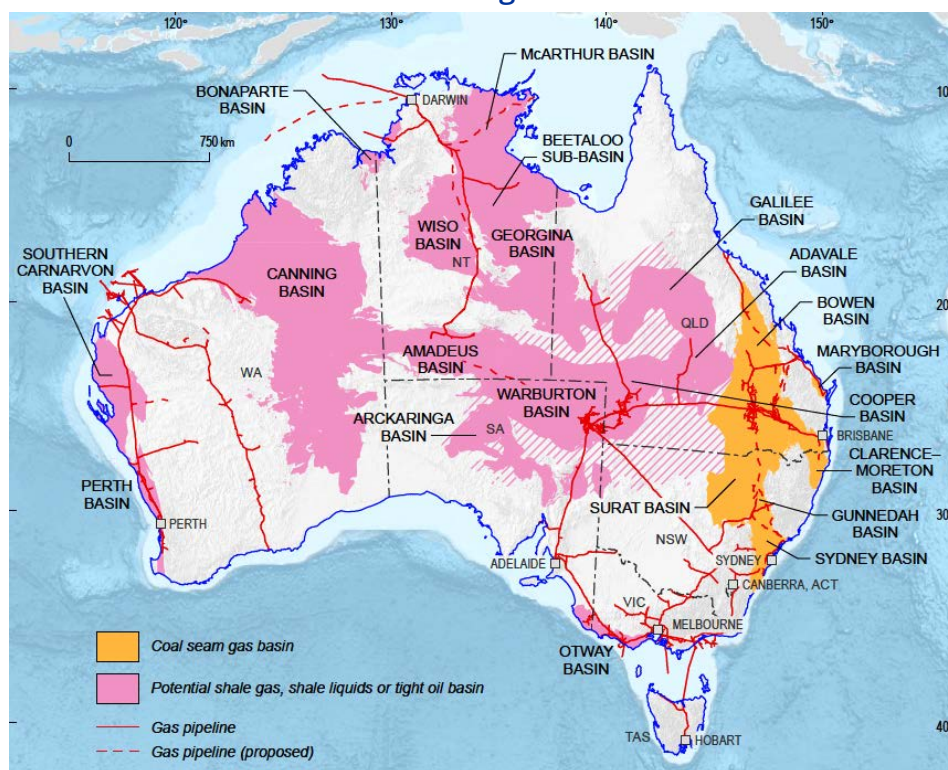 120°
130°
140°
150°
McARTHUR BASIN
BONAPARTE
BASIN
DARWIN
10
0
750 km
BEETALOO
SUB-BASIN
GALILEE
BASIN
WISO
BASIN
NT
GEORGINA
BASIN
ADAVALE
BASIN
SOUTHERN
CARNARVON
BASIN
CANNING
BASIN
BOWEN
BASIN
20
QLD
MARYBOROUGH
BASIN
WA
AMADEUS
BASIN
WARBURTON
BASIN
COOPER
BASIN
ARCKARINGA
BASIN
SA
BRISBANE
CLARENCE–
MORETON
BASIN
PERTH
BASIN
PERTH
SURAT BASIN
GUNNEDAH
BASIN
30
NSW
ADELAIDE
SYDNEY
SYDNEY BASIN
CANBERRA, ACT
VIC
MELBOURNE
OTWAY
BASIN
Coal seam gas basin
Potential shale gas, shale liquids or tight oil basin
Gas pipeline
Gas pipeline (proposed)
TAS
HOBART
40